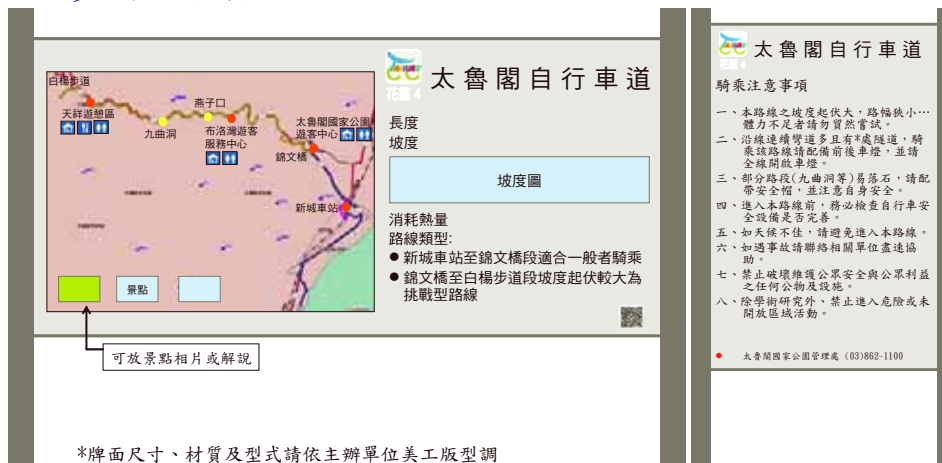 太魯閣自行車道
花蓮 4
白楊步道
天祥遊憩區
九曲洞
燕子口
布洛灣遊客
服務中心
太魯閣國家公園
遊客中心
錦文橋
新城車站
景點
長度
坡度
坡度圖
消耗熱量
路線類型:
● 新城車站至錦文橋段適合一般者騎乘
● 錦文橋至白楊步道段坡度起伏較大為
挑戰型路線
可放景點相片或解說
*牌面尺寸、材質及型式請依主辦單位美工版型調
太魯閣自行車道
花蓮 4
騎乘注意事項
一、本路線之坡度起伏大，路幅狹小…
體力不足者請勿貿然嘗試。
二、沿線連續彎道多且有*處隧道，騎
乘該路線請配備前後車燈，並請
全線開啟車燈。
三、部分路段(九曲洞等)易落石，請配
帶安全帽，並注意自身安全。
四、進入本路線前，務必檢查自行車安
全設備是否完善。
五、如天候不佳，請避免進入本路線。
六、如遇事故請聯絡相關單位盡速協
助。
七、禁止破壞維護公眾安全與公眾利益
之任何公物及設施。
八、除學術研究外、禁止進入危險或未
開放區域活動。
● 太魯閣國家公園管理處 (03)862-1100